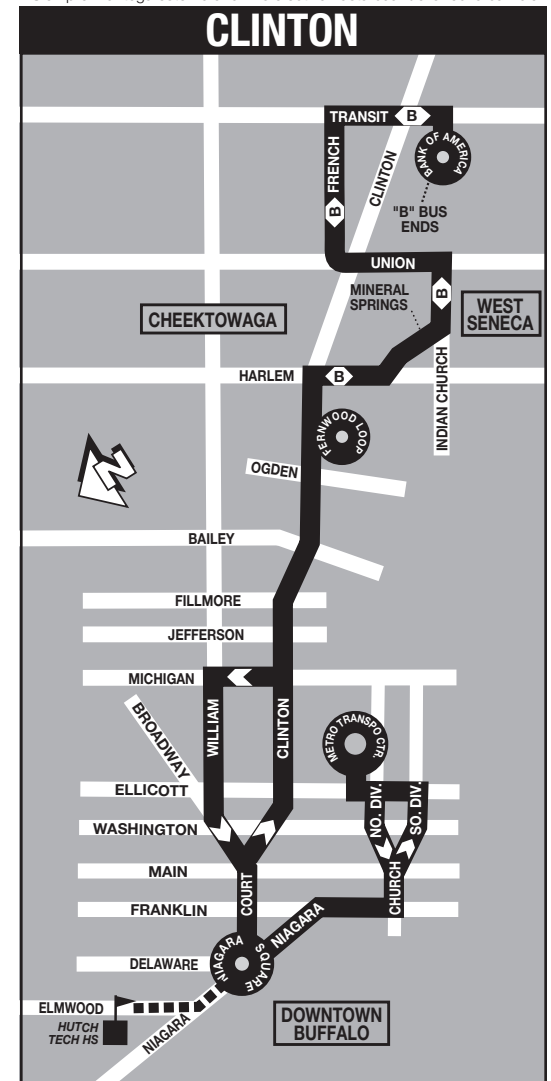 CLINTON
TRANSIT
B
BANK OF AMERICA
FRENCH
CLINTON
B
"B" BUS
ENDS
UNION
MINERAL
SPRINGS
B
WEST
SENECA
CHEEKTOWAGA
HARLEM
B
INDIAN CHURCH
FERNWOOD LOOP
OGDEN
N
BAILEY
FILLMORE
JEFFERSON
MICHIGAN
BROADWAY
WILLIAM
CLINTON
METRO TRANSPO CTR.
ELLICOTT
NO. DIV.
SO. DIV.
WASHINGTON
MAIN
COURT
CHURCH
FRANKLIN
NIAGARA
DELAWARE
NIAGARA
SQUARE
ELMWOOD
HUTCH
TECH HS
NIAGARA
DOWNTOWN
BUFFALO